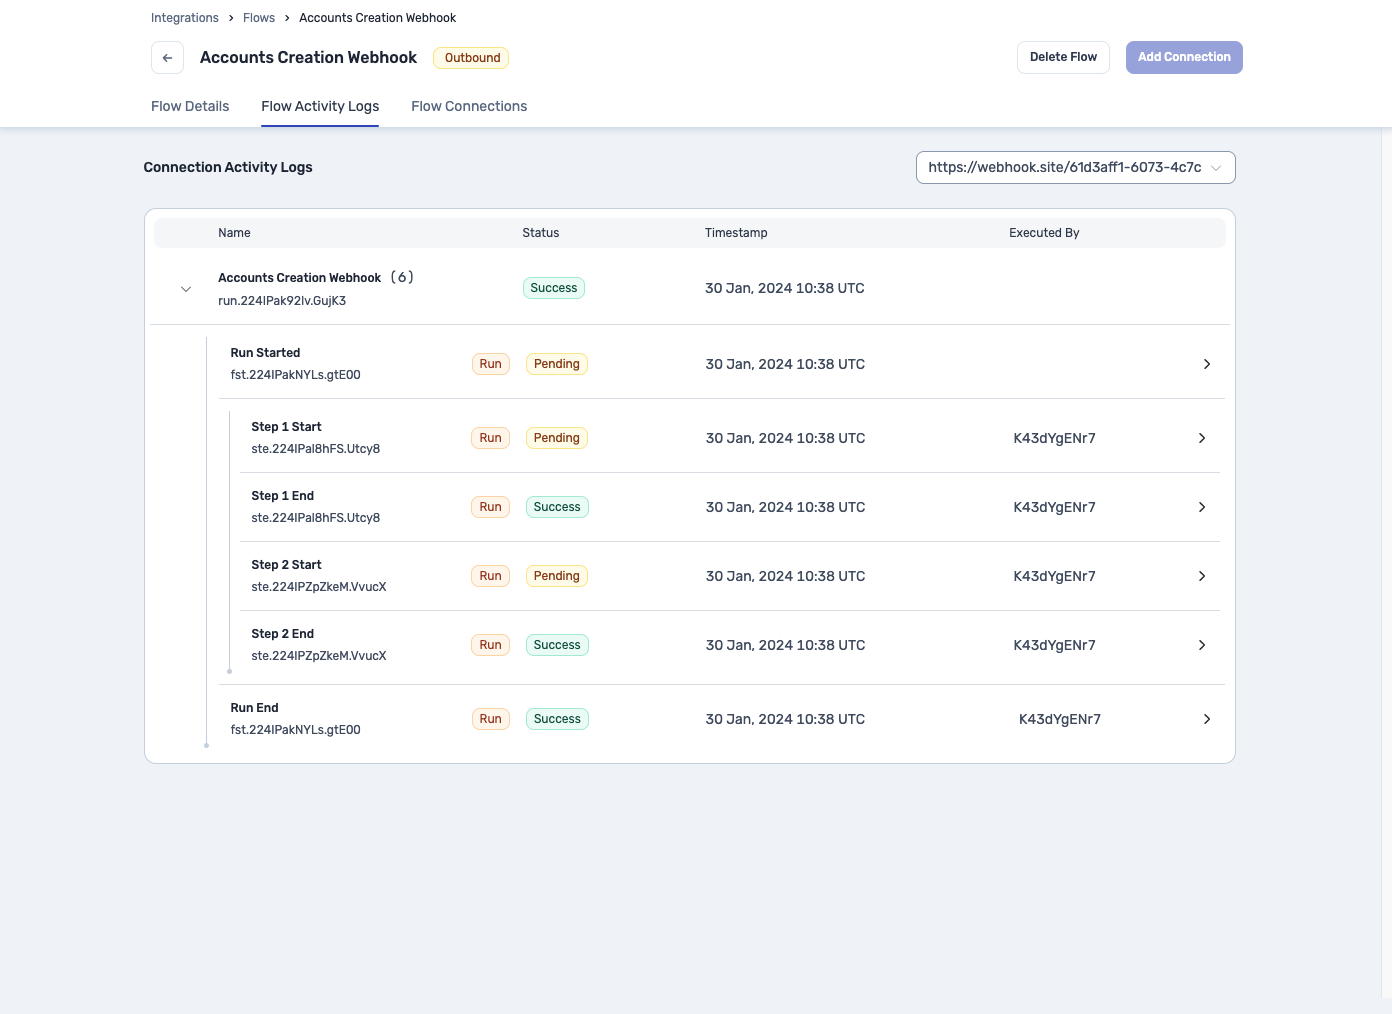 Integrations > Flows > Accounts Creation Webhook
Accounts Creation Webhook Outbound Delete Flow Add Connection
Flow Details Flow Activity Logs Flow Connections
Connection Activity Logs https://webhook.site/61d3aff1-6073-4c7c
Name Status Timestamp Executed By
Accounts Creation Webhook (6)
run.224IPak92Iv.GujK3 Success 30 Jan, 2024 10:38 UTC
Run Started
fst.224IPakNYLs.gtE00 Run Pending 30 Jan, 2024 10:38 UTC
Step 1 Start
ste.224IPal8hFS.Utcy8 Run Pending 30 Jan, 2024 10:38 UTC K43dYgENr7
Step 1 End
ste.224IPal8hFS.Utcy8 Run Success 30 Jan, 2024 10:38 UTC K43dYgENr7
Step 2 Start
ste.224IPZpZkeM.VvucX Run Pending 30 Jan, 2024 10:38 UTC K43dYgENr7
Step 2 End
ste.224IPZpZkeM.VvucX Run Success 30 Jan, 2024 10:38 UTC K43dYgENr7
Run End
fst.224IPakNYLs.gtE00 Run Success 30 Jan, 2024 10:38 UTC K43dYgENr7